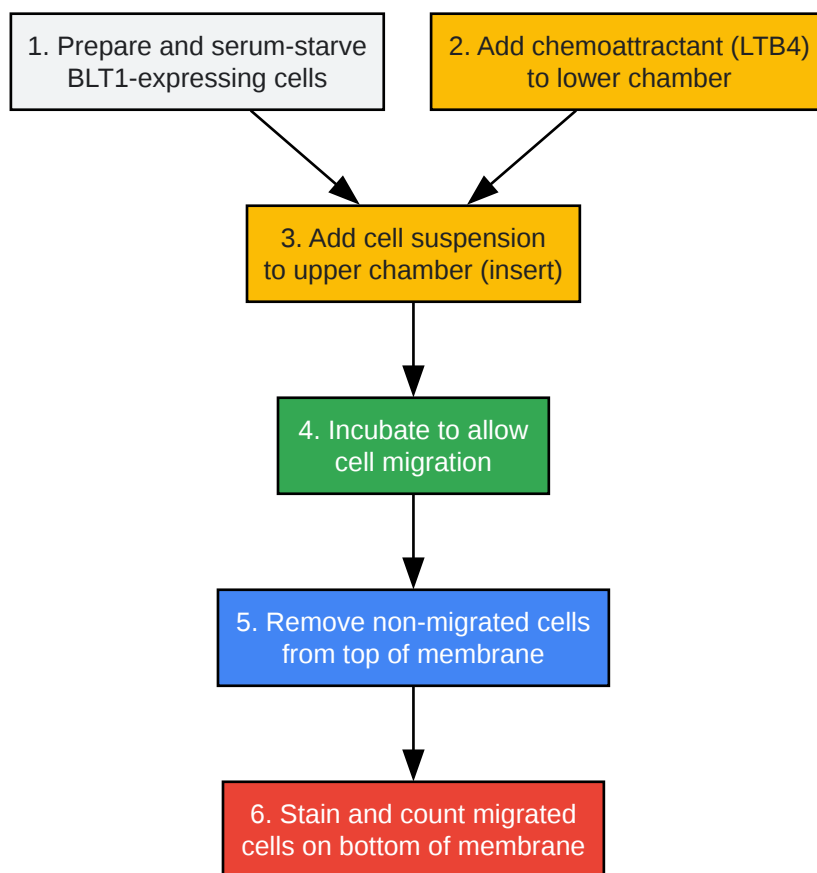 1. Prepare and serum-starve
BLT1-expressing cells
2. Add chemoattractant (LTB4)
to lower chamber
3. Add cell suspension
to upper chamber (insert)
4. Incubate to allow
cell migration
5. Remove non-migrated cells
from top of membrane
6. Stain and count migrated
cells on bottom of membrane